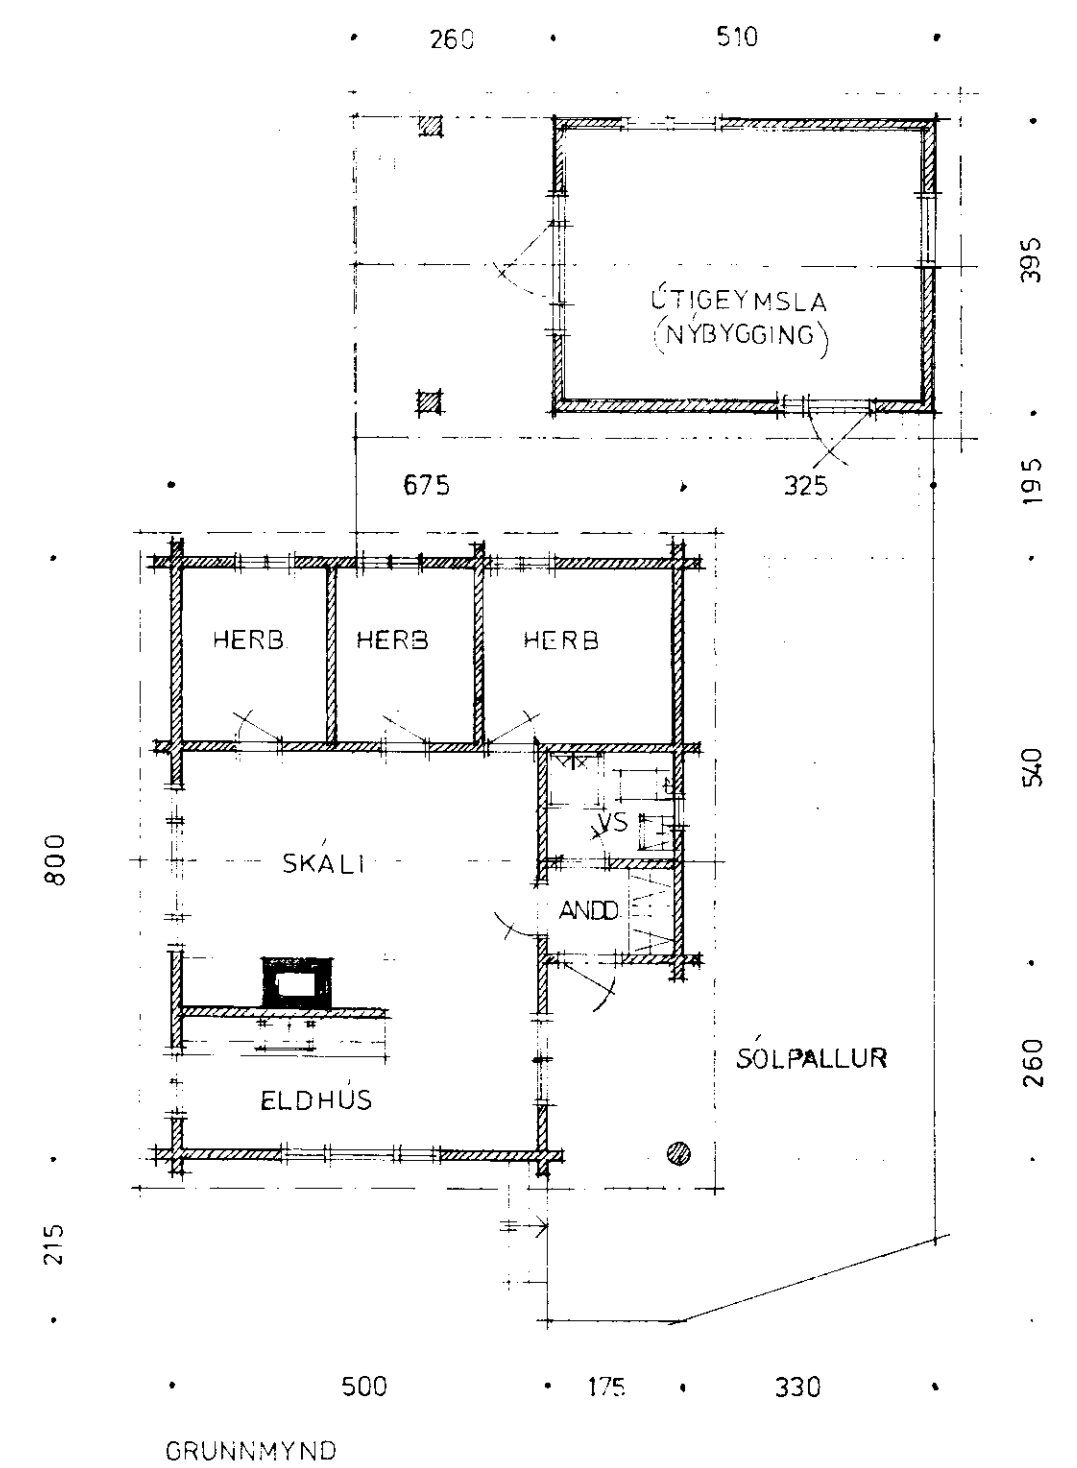 260 510
395
ÚTIGEYMSLA
(NÝBYGGING)
675 325
195
HERB. HERB HERB
540
VS
800
SKÁLI
ANDD.
SÓLPALLUR
260
ELDHÚS
215
500 175 330
GRUNNMYND